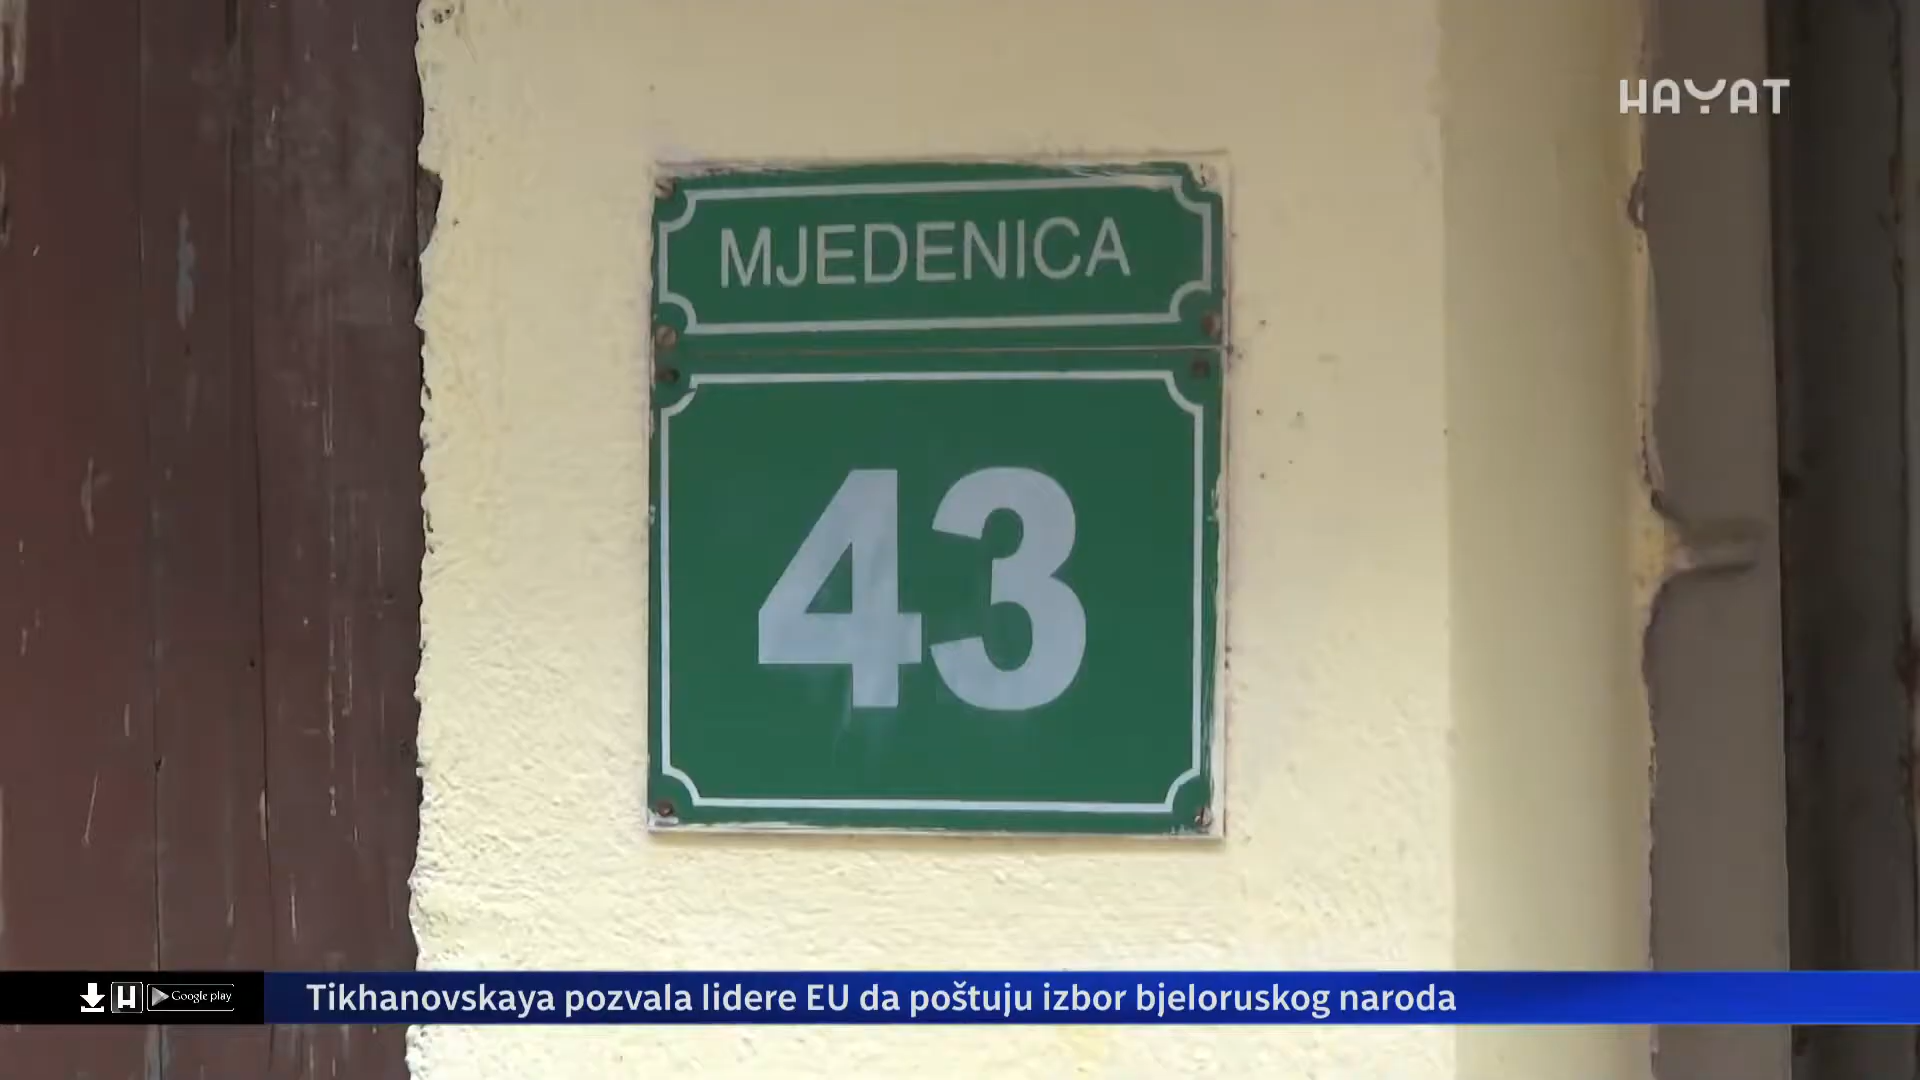 HAYAT
MJEDENICA
43
H Google play Tikhanovskaya pozvala lidere EU da poštuju izbor bjeloruskog naroda